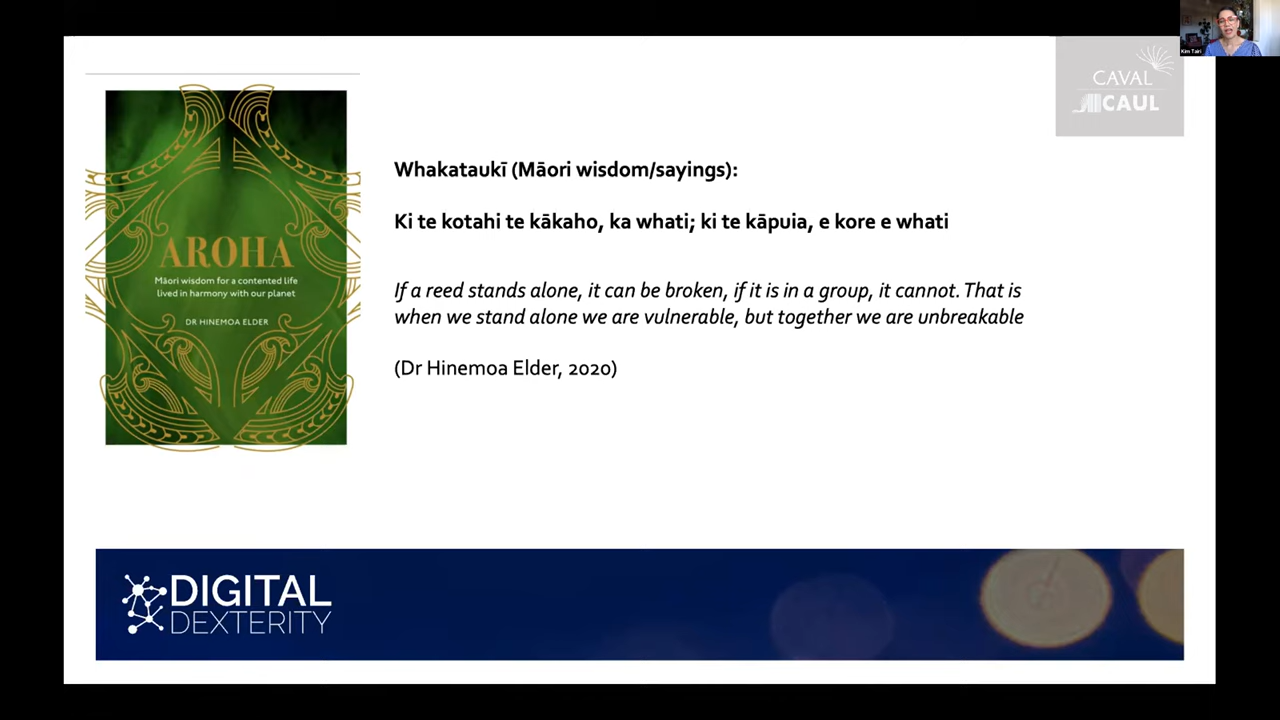 Kim Tairi
CAVAL
CAUL
AROHA
Māori wisdom for a contented life
lived in harmony with our planet
DR HINEMOA ELDER
Whakataukī (Māori wisdom/sayings):
Ki te kotahi te kākaho, ka whati; ki te kāpuia, e kore e whati
If a reed stands alone, it can be broken, if it is in a group, it cannot. That is
when we stand alone we are vulnerable, but together we are unbreakable
(Dr Hinemoa Elder, 2020)
DIGITAL
DEXTERITY